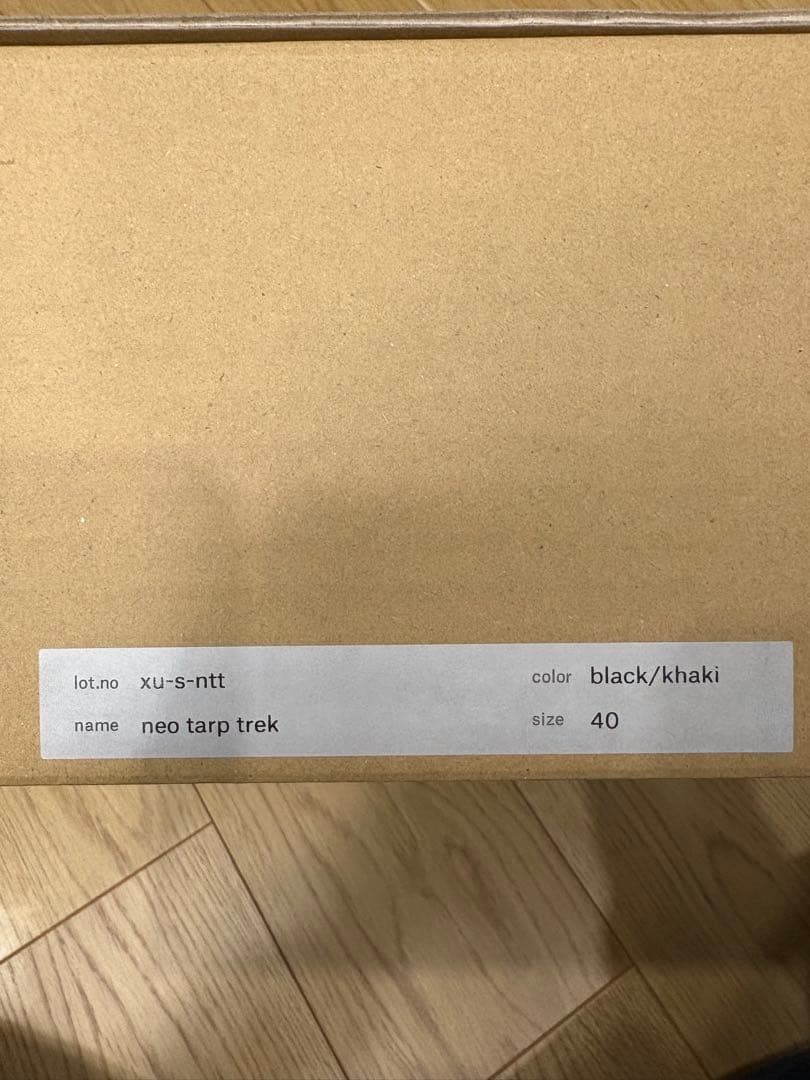 lot.no xu-s-ntt color black/khaki
name neo tarp trek size 40